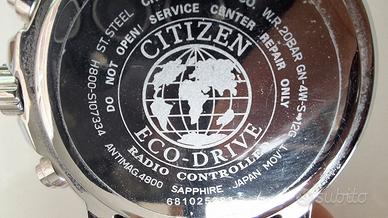 ST. STEEL
CO. W.R.20BAR GN-4W-S
DO NOT OPEN! SERVICE CENTER REPAIR ONLY
CITIZEN
ECO-DRIVE
RADIO CONTROLLED
H800-S107334
ANTIMAG.4800 SAPPHIRE JAPAN MOV'T
subito